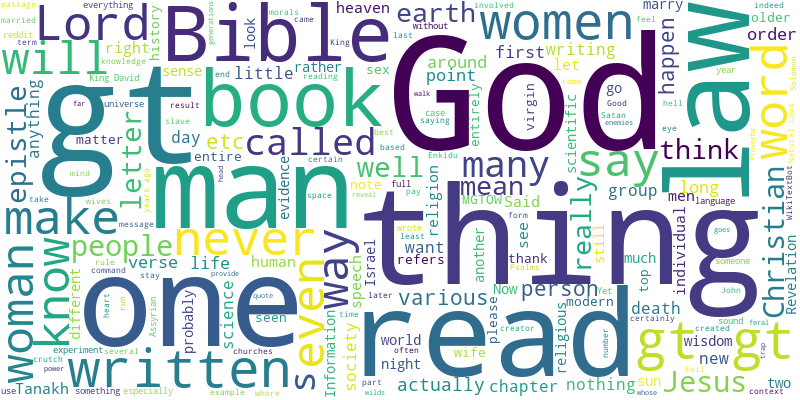 passage
married
reddit
term
everything
knowledge
Lord
will
history
morals
came
generations
King
Bible
last
without
look
heaven
earth
involved
never
feel
women
marry
happen
indeed
older
order
right
King David
sense
little
rather
sex
end
reading
around
point
first
writing
let
God
law
word
year
Solomon
hell
eye
Proverbs
Natural Laws
WikiTextBot
gt
book
anything
epistle
letter
matter
far
universe
slave
result
day
etc
called
walk
case
saying
best
based
entirely
virgin
go
Good
Satan
enemies
come
scientific
say
think
mind
years ago
wives
head
entire
evidence
certain
space
well
note
full
reveal
pay
Enkidu
many
mean
religion
MGTOW
Said
group
really
long
men
language
individual
make
take
message
man
know
people
never
even
way
Israel
speech
refers
want
wrote
least
another
form
see
thank
Psalms
still
thing
much
top
Christian
Revelation
goes
someone
John
woman
different
verse
life
human
rule
command
stay
provide
heart
run
quote
Assyrian
probably
science
seen
one
later
time
Information
society
various
Now
person
Yet
modern
death
certainly
created
sound
feral
wisdom
new
trap
written
experiment
several
churches
crutch
power
use
Tanakh
something
especially
example
whore
s
world
often
night
wife
part
wilds
read
please
creator
religious
number
actually
chapter
nothing
sun
Evil
Jesus
whose
context
two
gt
gt